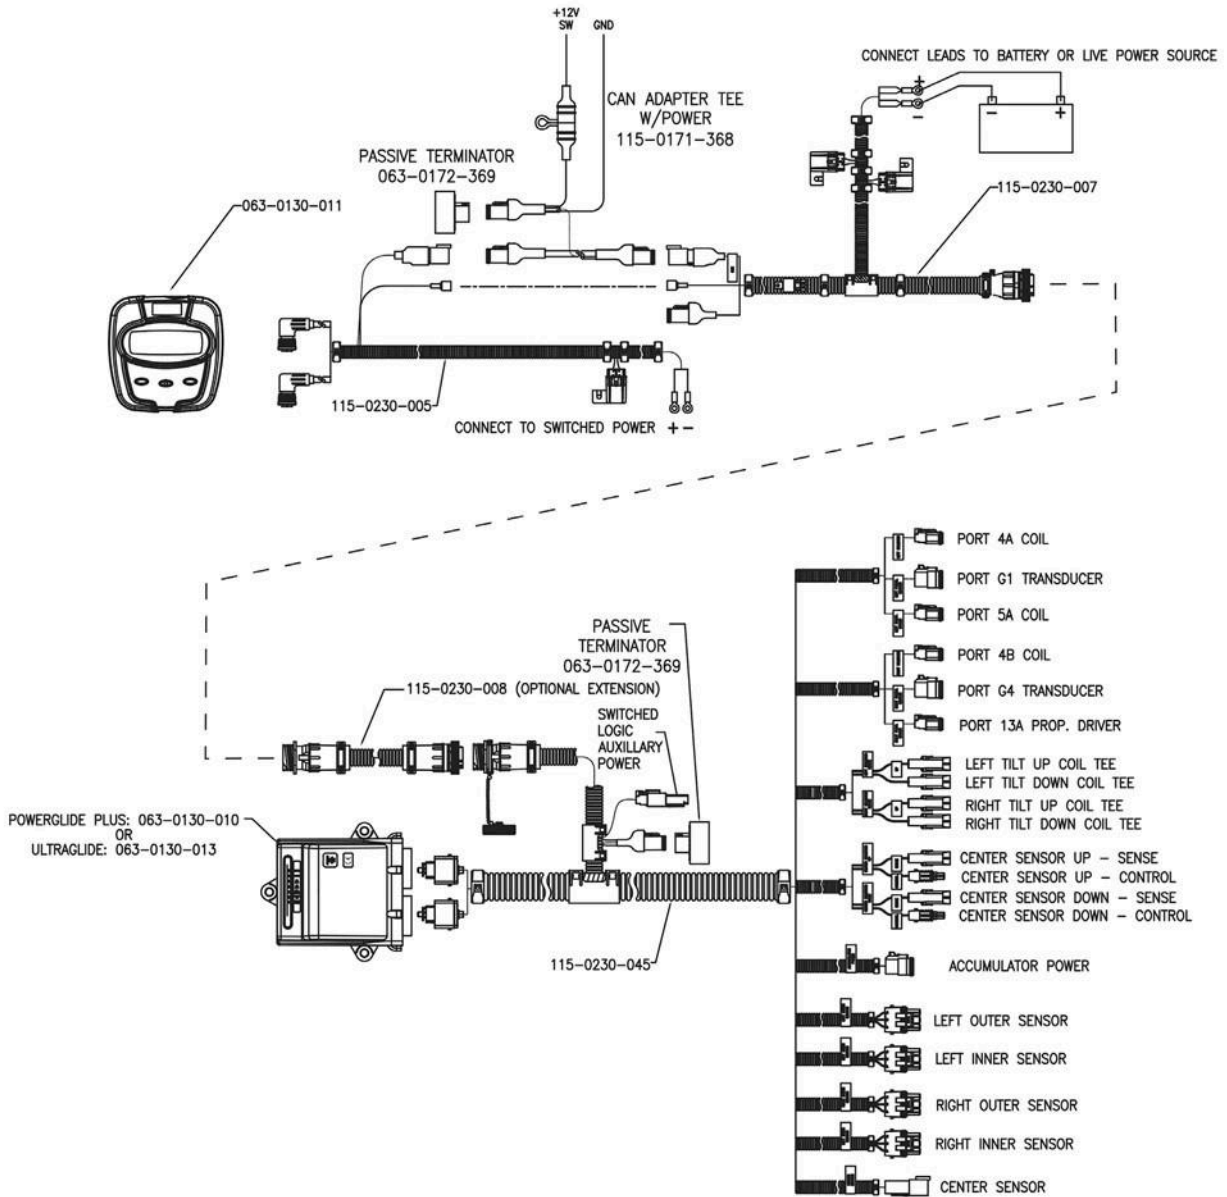 +12V
SW
GND
CONNECT LEADS TO BATTERY OR LIVE POWER SOURCE
+
−
−
+
CAN ADAPTER TEE
W/POWER
115-0171-368
PASSIVE TERMINATOR
063-0172-369
063-0130-011
115-0230-007
115-0230-005
CONNECT TO SWITCHED POWER + −
PORT 4A COIL
PORT G1 TRANSDUCER
PORT 5A COIL
PORT 4B COIL
PORT G4 TRANSDUCER
PORT 13A PROP. DRIVER
PASSIVE
TERMINATOR
063-0172-369
115-0230-008 (OPTIONAL EXTENSION)
SWITCHED
LOGIC
AUXILLARY
POWER
LEFT TILT UP COIL TEE
LEFT TILT DOWN COIL TEE
RIGHT TILT UP COIL TEE
RIGHT TILT DOWN COIL TEE
POWERGLIDE PLUS: 063-0130-010
OR
ULTRAGLIDE: 063-0130-013
CENTER SENSOR UP – SENSE
CENTER SENSOR UP – CONTROL
CENTER SENSOR DOWN – SENSE
CENTER SENSOR DOWN – CONTROL
115-0230-045
ACCUMULATOR POWER
LEFT OUTER SENSOR
LEFT INNER SENSOR
RIGHT OUTER SENSOR
RIGHT INNER SENSOR
CENTER SENSOR